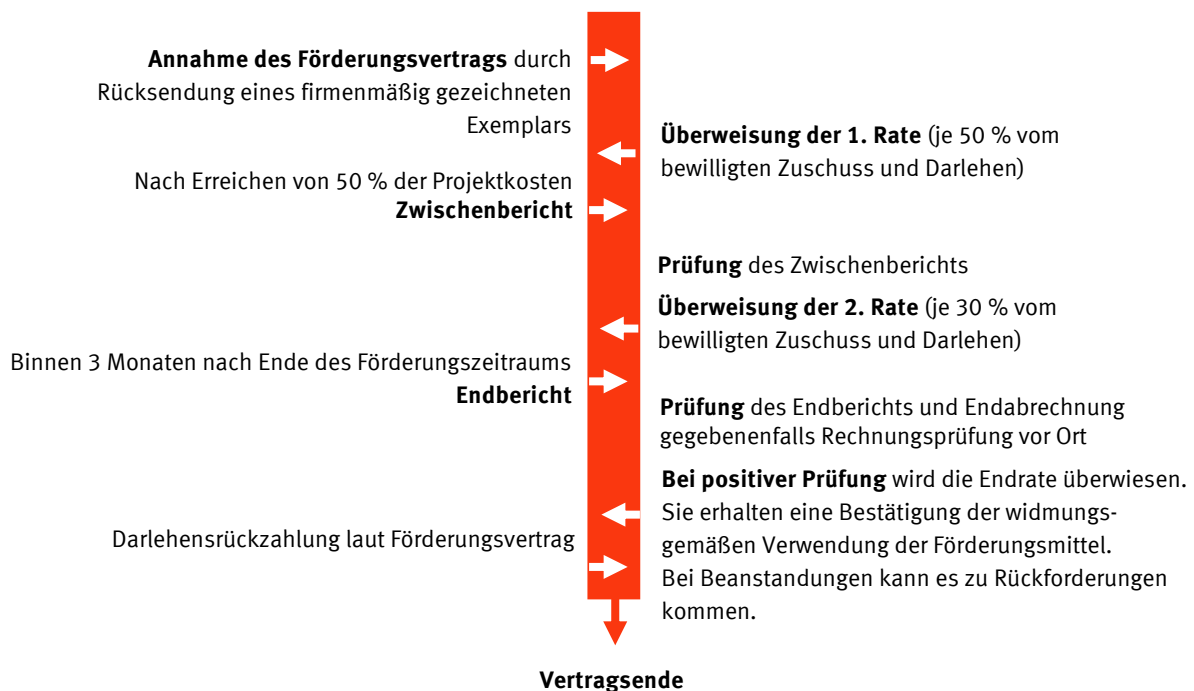 Annahme des Förderungsvertrags durch
Rücksendung eines firmenmäßig gezeichneten
Exemplars
Überweisung der 1. Rate (je 50 % vom
bewilligten Zuschuss und Darlehen)
Nach Erreichen von 50 % der Projektkosten
Zwischenbericht
Prüfung des Zwischenberichts
Überweisung der 2. Rate (je 30 % vom
bewilligten Zuschuss und Darlehen)
Binnen 3 Monaten nach Ende des Förderungszeitraums
Endbericht
Prüfung des Endberichts und Endabrechnung
gegebenenfalls Rechnungsprüfung vor Ort
Bei positiver Prüfung wird die Endrate überwiesen.
Sie erhalten eine Bestätigung der widmungs-
gemäßen Verwendung der Förderungsmittel.
Bei Beanstandungen kann es zu Rückforderungen
kommen.
Darlehensrückzahlung laut Förderungsvertrag
Vertragsende